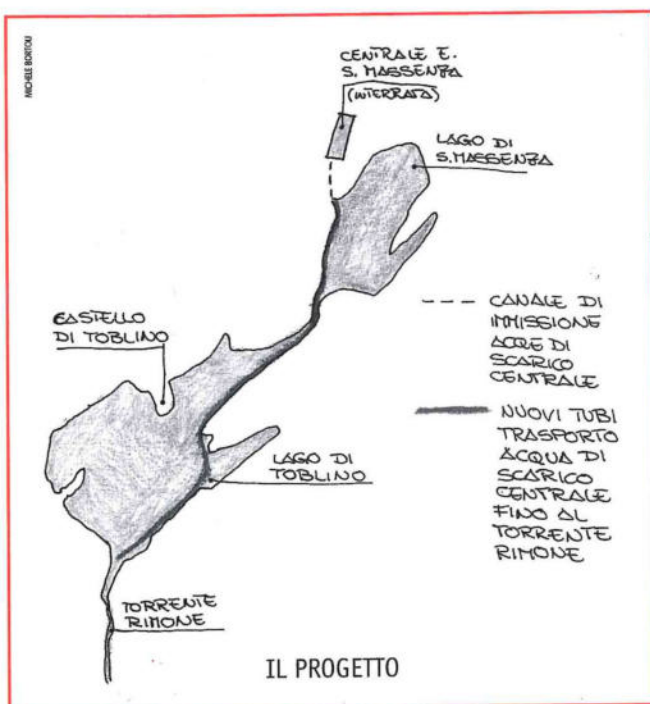 MICHELE BORTOLI
CENTRALE E.
S. MASSENZA
(INTERRATA)
LAGO DI
S. MASSENZA
CASTELLO
DI TOBLINO
CANALE DI
IMMISSIONE
ACQUE DI
SCARICO
CENTRALE
NUOVI TUBI
TRASPORTO
ACQUA DI
SCARICO
CENTRALE
FINO AL
TORRENTE
RIMONE
LAGO DI
TOBLINO
TORRENTE
RIMONE
IL PROGETTO